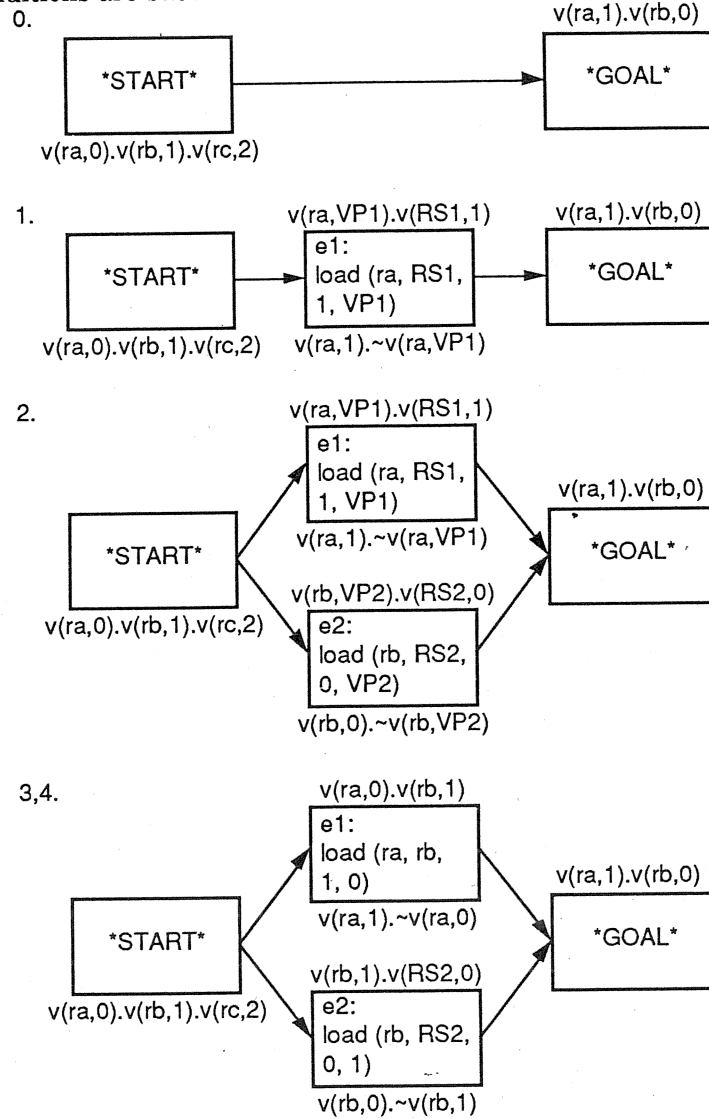 0.
v(ra,1).v(rb,0)
*START*
*GOAL*
v(ra,0).v(rb,1).v(rc,2)
1.
v(ra,VP1).v(RS1,1)
v(ra,1).v(rb,0)
*START*
e1:
load (ra, RS1,
1, VP1)
*GOAL*
v(ra,0).v(rb,1).v(rc,2)
v(ra,1).~v(ra,VP1)
2.
v(ra,VP1).v(RS1,1)
e1:
load (ra, RS1,
1, VP1)
v(ra,1).~v(ra,VP1)
v(ra,1).v(rb,0)
*START*
*GOAL*
v(ra,0).v(rb,1).v(rc,2)
v(rb,VP2).v(RS2,0)
e2:
load (rb, RS2,
0, VP2)
v(rb,0).~v(rb,VP2)
3,4.
v(ra,0).v(rb,1)
e1:
load (ra, rb,
1, 0)
v(ra,1).~v(ra,0)
v(ra,1).v(rb,0)
*START*
*GOAL*
v(ra,0).v(rb,1).v(rc,2)
v(rb,1).v(RS2,0)
e2:
load (rb, RS2,
0, 1)
v(rb,0).~v(rb,1)